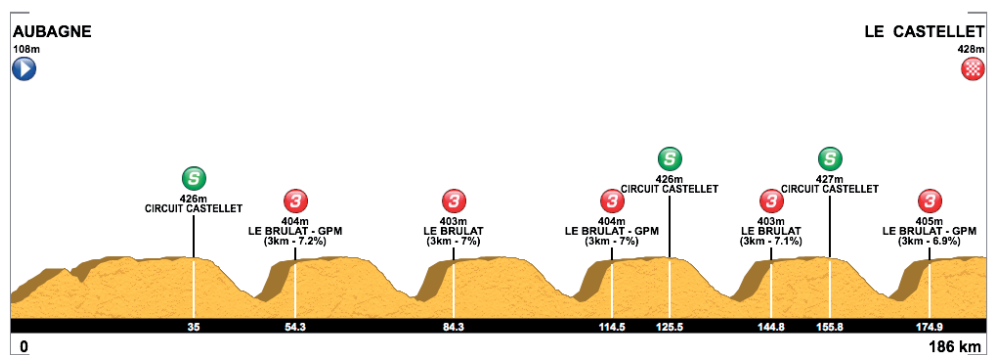 AUBAGNE
108m
LE CASTELLET
428m
S
426m
CIRCUIT CASTELLET
3
404m
LE BRULAT - GPM
(3km - 7.2%)
3
403m
LE BRULAT
(3km - 7%)
3
404m
LE BRULAT - GPM
(3km - 7%)
S
426m
CIRCUIT CASTELLET
3
403m
LE BRULAT
(3km - 7.1%)
S
427m
CIRCUIT CASTELLET
3
405m
LE BRULAT - GPM
(3km - 6.9%)
35
54.3
84.3
114.5
125.5
144.8
155.8
174.9
0
186 km